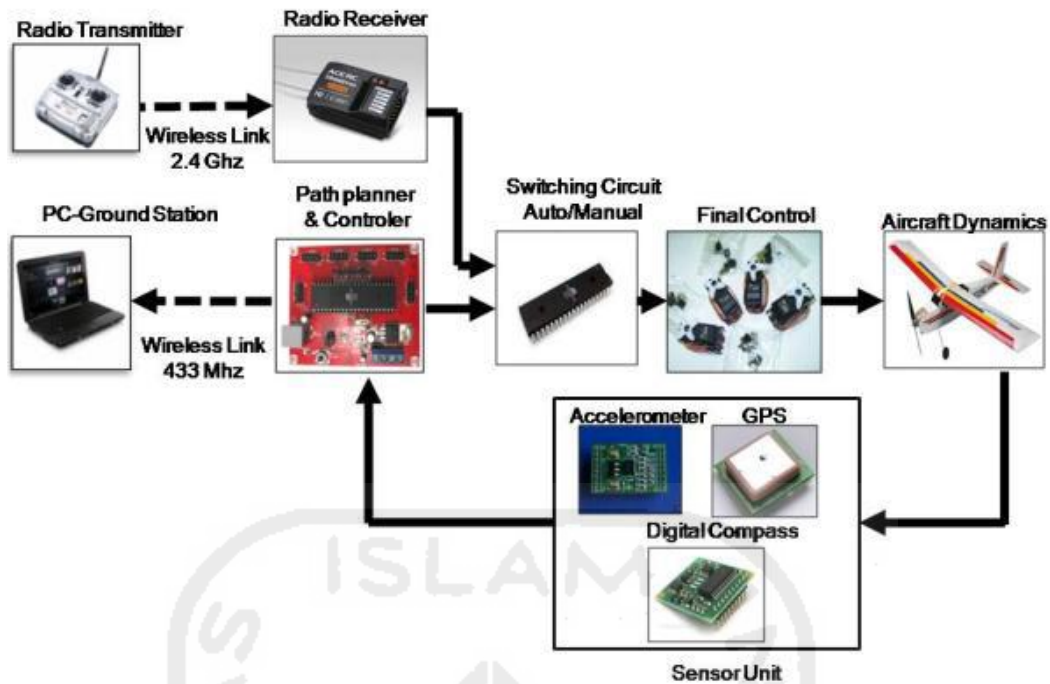 Radio Transmitter
Radio Receiver
Wireless Link
2.4 Ghz
PC-Ground Station
Path planner
& Controler
Switching Circuit
Auto/Manual
Final Control
Aircraft Dynamics
Wireless Link
433 Mhz
Accelerometer
GPS
Digital Compass
Sensor Unit
ISLAM